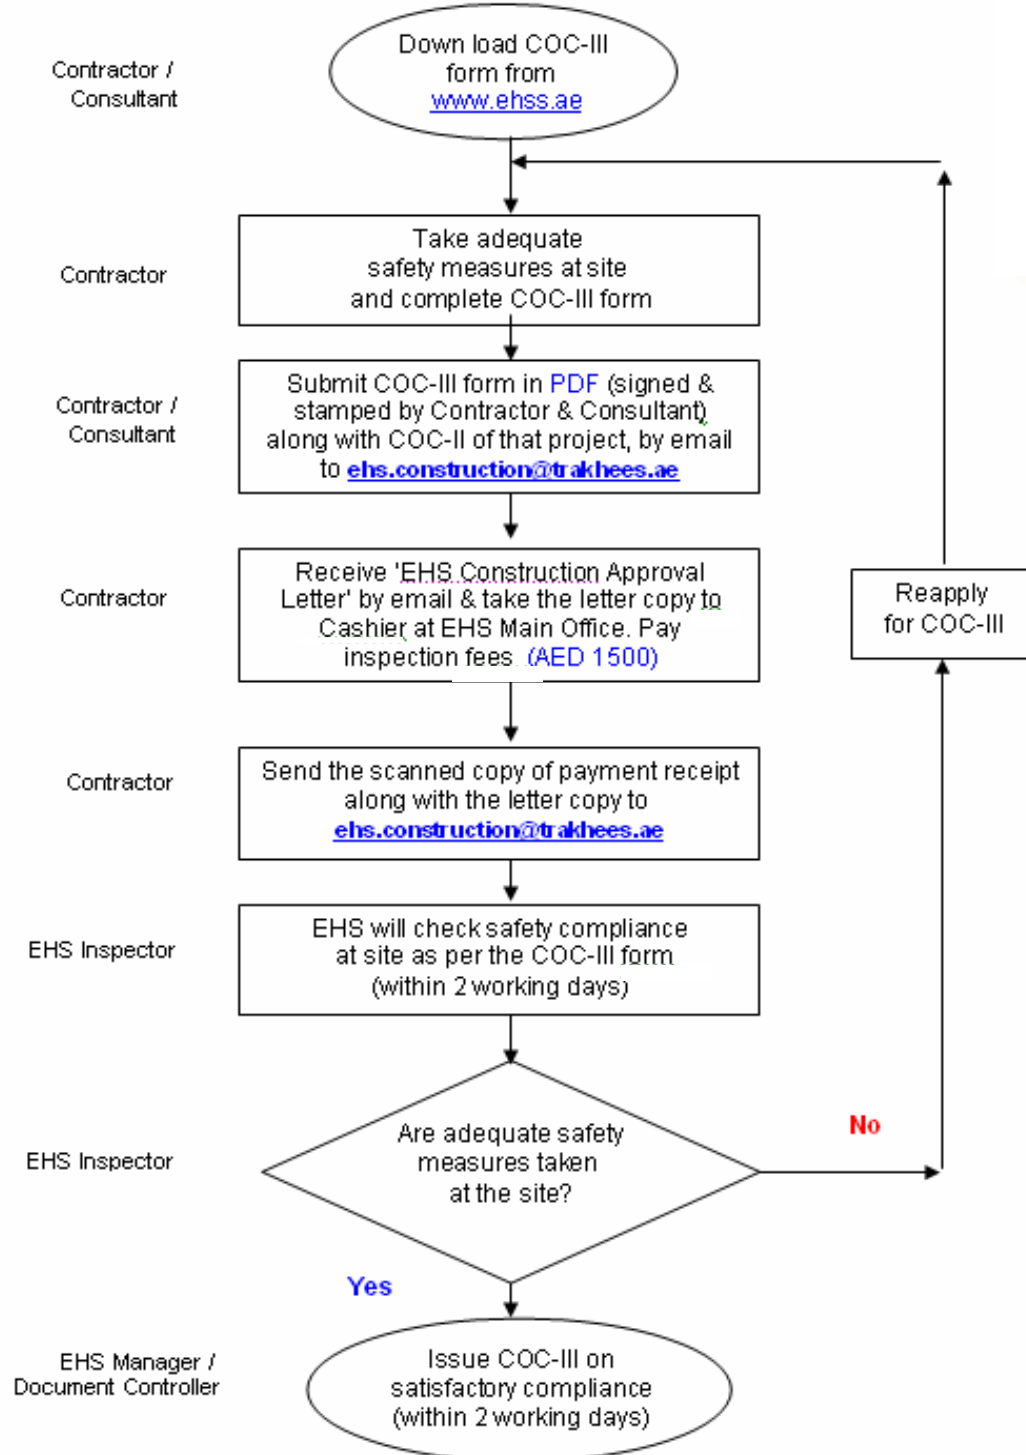 Down load COC-III
form from
www.ehss.ae
Contractor /
Consultant
Take adequate
safety measures at site
and complete COC-III form
Contractor
Submit COC-III form in PDF (signed &
stamped by Contractor & Consultant)
along with COC-II of that project, by email
to ehs.construction@trakhees.ae
Contractor /
Consultant
Receive 'EHS Construction Approval
Letter' by email & take the letter copy to
Cashier at EHS Main Office. Pay
inspection fees (AED 1500)
Contractor
Reapply
for COC-III
Send the scanned copy of payment receipt
along with the letter copy to
ehs.construction@trakhees.ae
Contractor
EHS will check safety compliance
at site as per the COC-III form
(within 2 working days)
EHS Inspector
Are adequate safety
measures taken
at the site?
EHS Inspector
No
Yes
Issue COC-III on
satisfactory compliance
(within 2 working days)
EHS Manager /
Document Controller